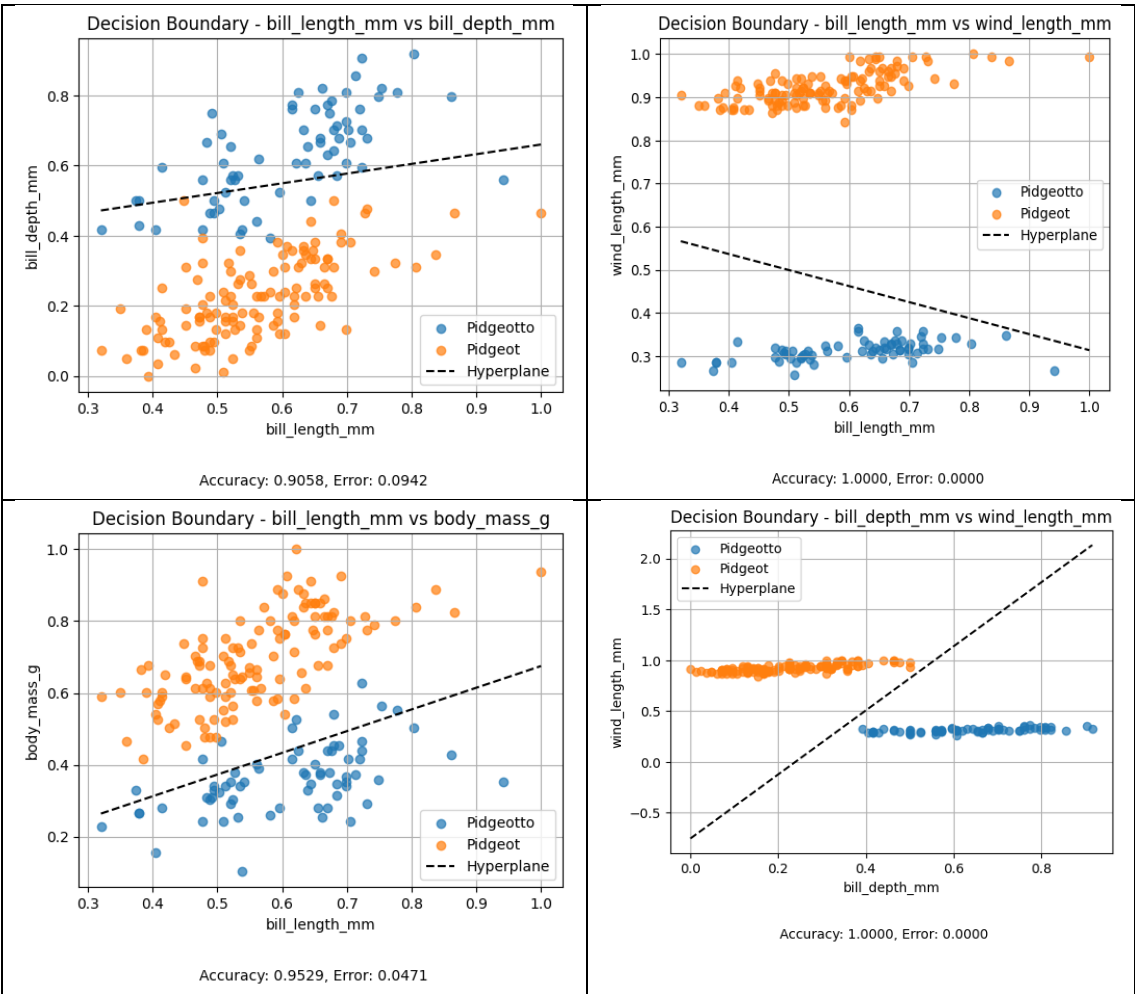 Decision Boundary - bill_length_mm vs bill_depth_mm
bill_depth_mm
0.8
0.6
0.4
0.2
0.0
Pidgeotto
Pidgeot
Hyperplane
0.3 0.4 0.5 0.6 0.7 0.8 0.9 1.0
bill_length_mm
Accuracy: 0.9058, Error: 0.0942
Decision Boundary - bill_length_mm vs wind_length_mm
wind_length_mm
1.0
0.9
0.8
0.7
0.6
0.5
0.4
0.3
Pidgeotto
Pidgeot
Hyperplane
0.3 0.4 0.5 0.6 0.7 0.8 0.9 1.0
bill_length_mm
Accuracy: 1.0000, Error: 0.0000
Decision Boundary - bill_length_mm vs body_mass_g
body_mass_g
1.0
0.8
0.6
0.4
0.2
Pidgeotto
Pidgeot
Hyperplane
0.3 0.4 0.5 0.6 0.7 0.8 0.9 1.0
bill_length_mm
Accuracy: 0.9529, Error: 0.0471
Decision Boundary - bill_depth_mm vs wind_length_mm
wind_length_mm
Pidgeotto
Pidgeot
Hyperplane
2.0
1.5
1.0
0.5
0.0
−0.5
0.0 0.2 0.4 0.6 0.8
bill_depth_mm
Accuracy: 1.0000, Error: 0.0000